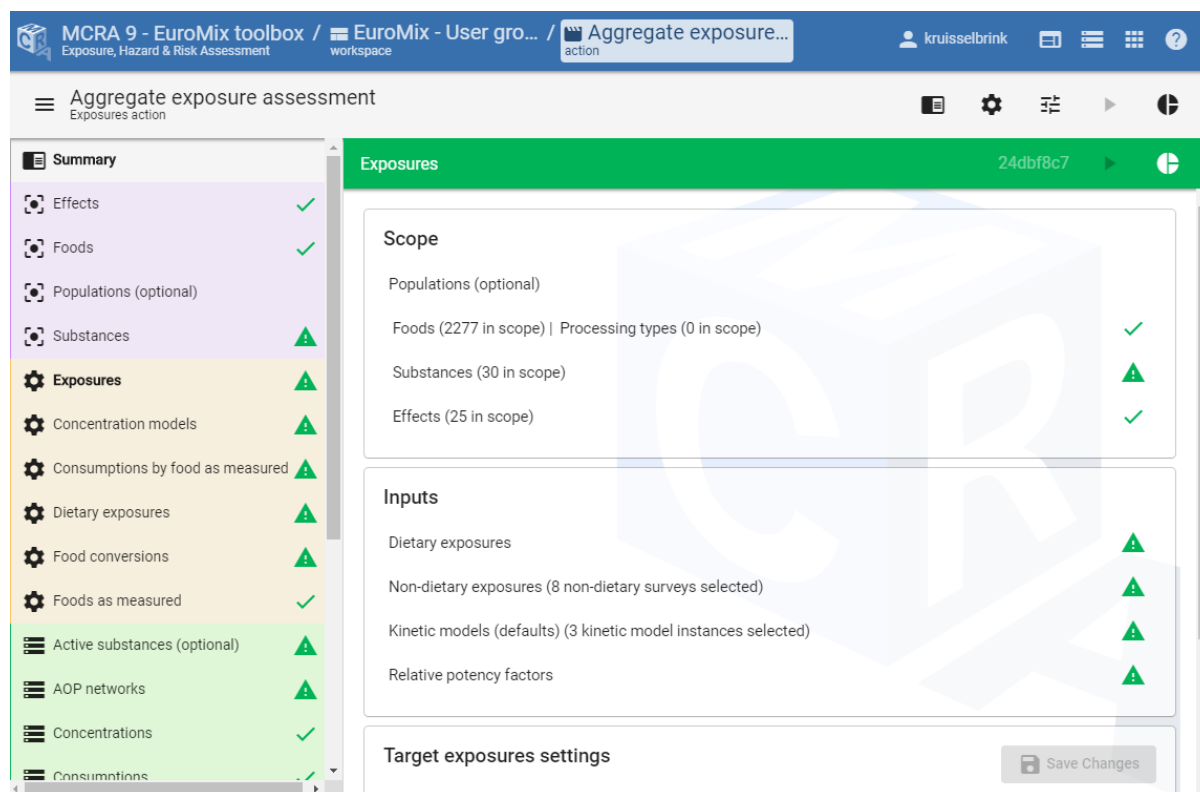 MCRA 9 - EuroMix toolbox / EuroMix - User gro... / Aggregate exposure...
Exposure, Hazard & Risk Assessment workspace action
kruisselbrink
Aggregate exposure assessment
Exposures action
Summary
Effects
Foods
Populations (optional)
Substances
Exposures
Concentration models
Consumptions by food as measured
Dietary exposures
Food conversions
Foods as measured
Active substances (optional)
AOP networks
Concentrations
Consumptions
Exposures 24dbf8c7
Scope
Populations (optional)
Foods (2277 in scope) | Processing types (0 in scope)
Substances (30 in scope)
Effects (25 in scope)
Inputs
Dietary exposures
Non-dietary exposures (8 non-dietary surveys selected)
Kinetic models (defaults) (3 kinetic model instances selected)
Relative potency factors
Target exposures settings
Save Changes